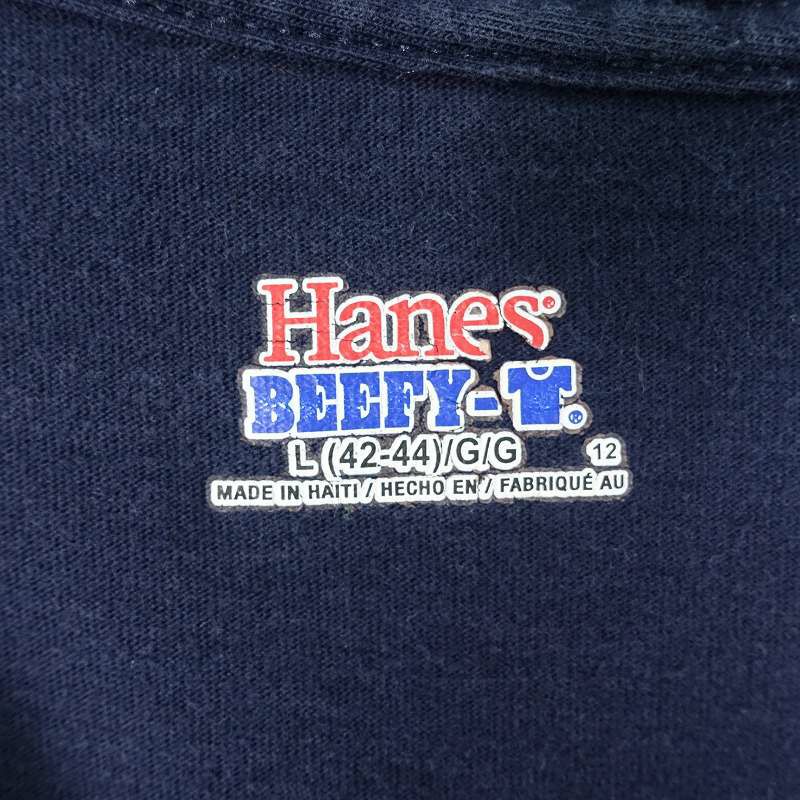 Hanes®
BEEFY-T®
L (42-44)/G/G 12
MADE IN HAITI / HECHO EN / FABRIQUÉ AU